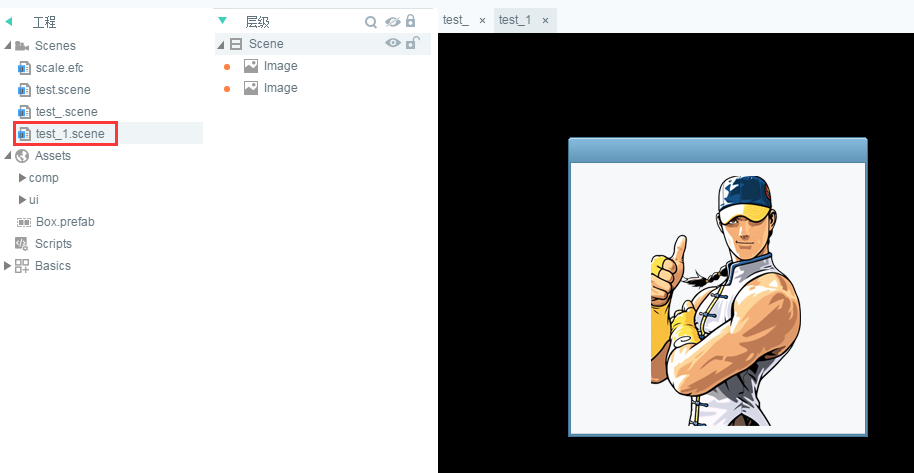 工程
Scenes
scale.efc
test.scene
test_.scene
test_1.scene
Assets
comp
ui
Box.prefab
Scripts
Basics
层级
Scene
Image
Image
test_ ×
test_1 ×